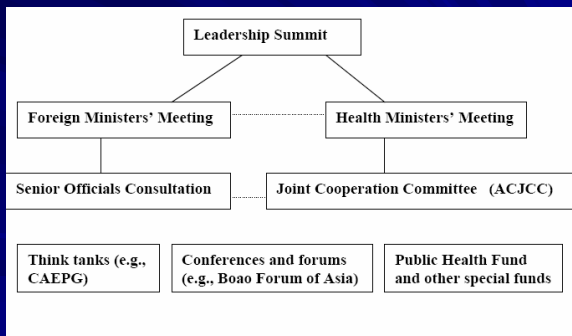 Leadership Summit
Foreign Ministers' Meeting
Health Ministers' Meeting
Senior Officials Consultation
Joint Cooperation Committee (ACJCC)
Think tanks (e.g.,
CAEPG)
Conferences and forums
(e.g., Boao Forum of Asia)
Public Health Fund
and other special funds